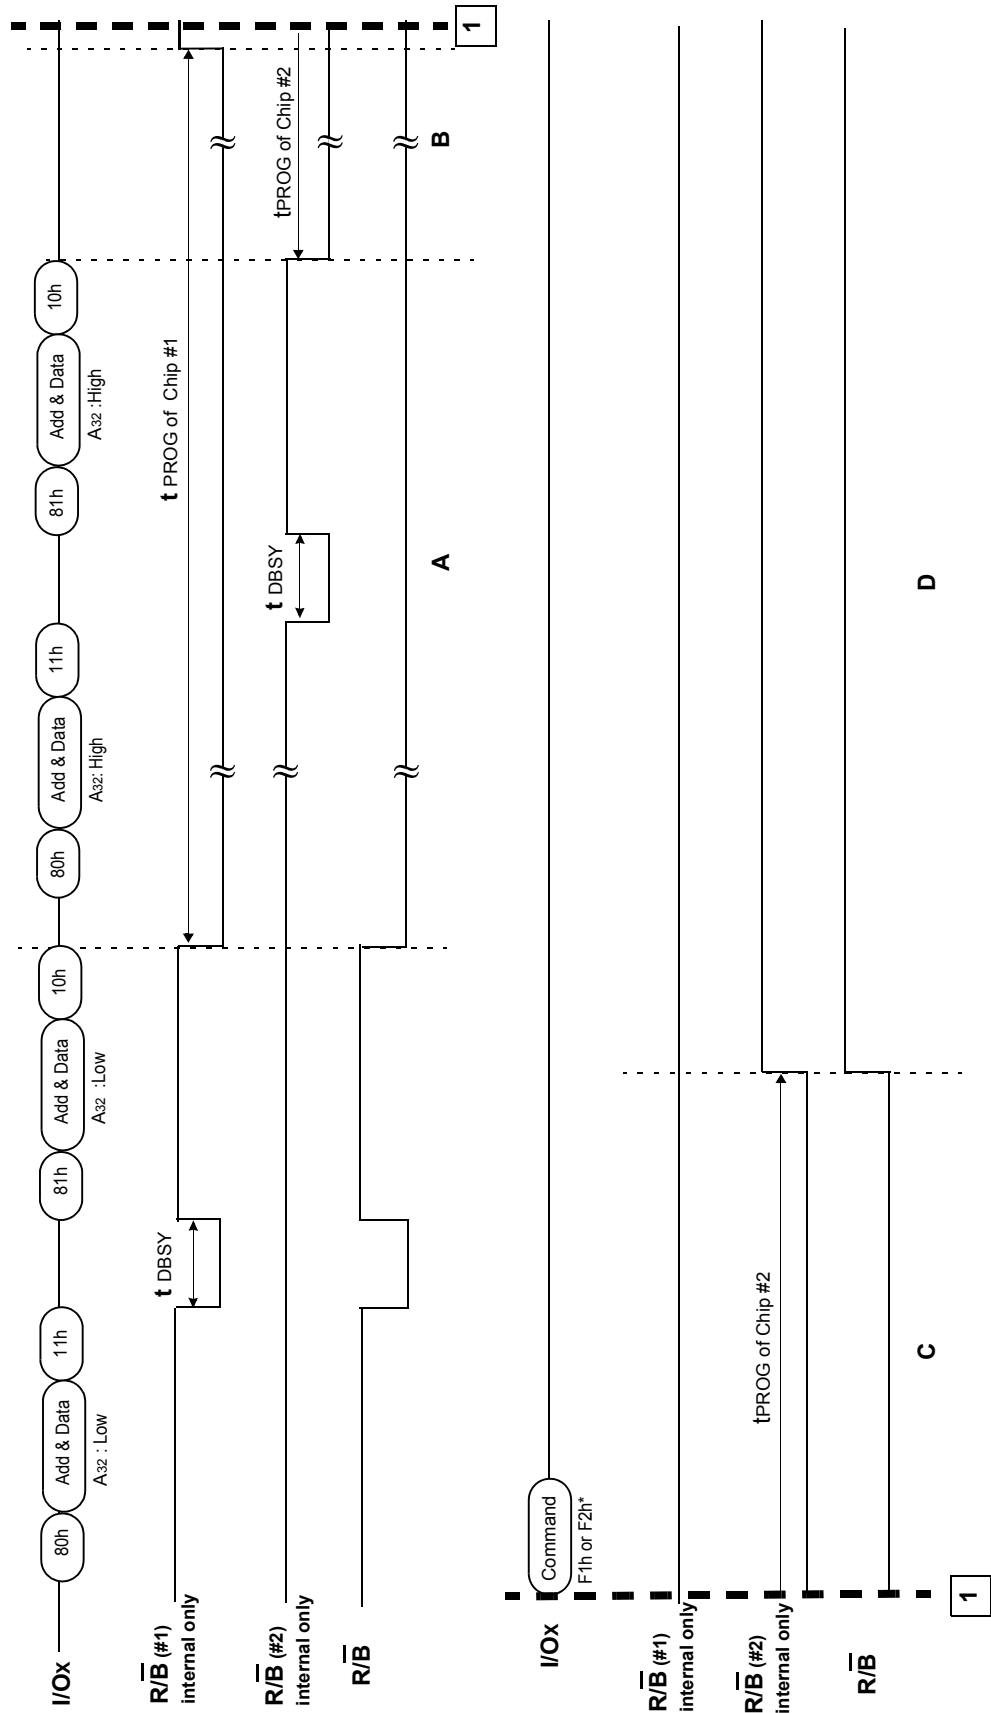 I/Ox
80h
Add & Data
11h
81h
Add & Data
10h
80h
Add & Data
11h
81h
Add & Data
10h
A32 : Low
A32 :Low
A32: High
A32 :High
R/B (#1)
internal only
t DBSY
t PROG of Chip #1
R/B (#2)
internal only
t DBSY
tPROG of Chip #2
R/B
A
B
1
I/Ox
Command
F1h or F2h*
R/B (#1)
internal only
R/B (#2)
internal only
tPROG of Chip #2
R/B
C
D
1